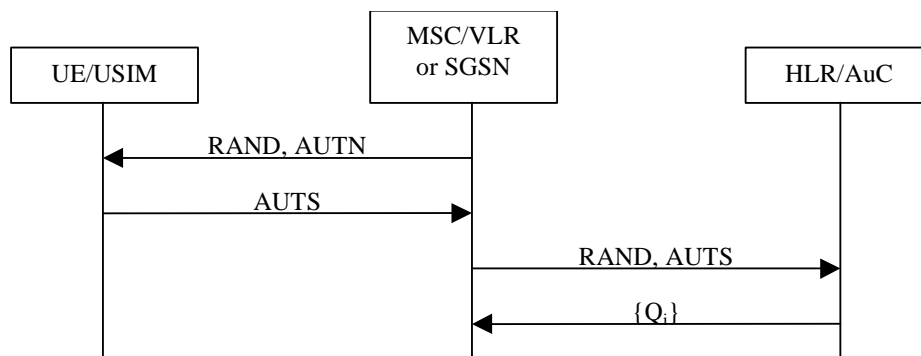 UE/USIM
MSC/VLR
or SGSN
HLR/AuC
RAND, AUTN
AUTS
RAND, AUTS
{Qi}